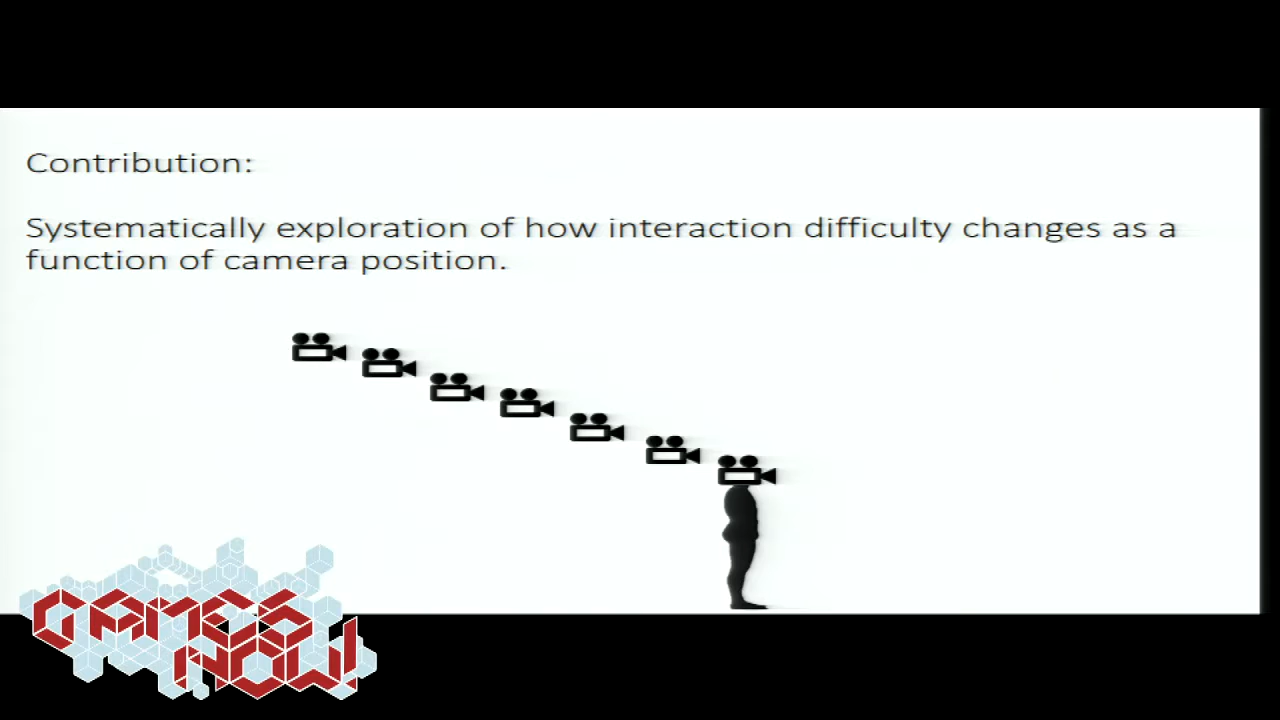 Contribution:
Systematically exploration of how interaction difficulty changes as a
function of camera position.
GAMES
NOW!